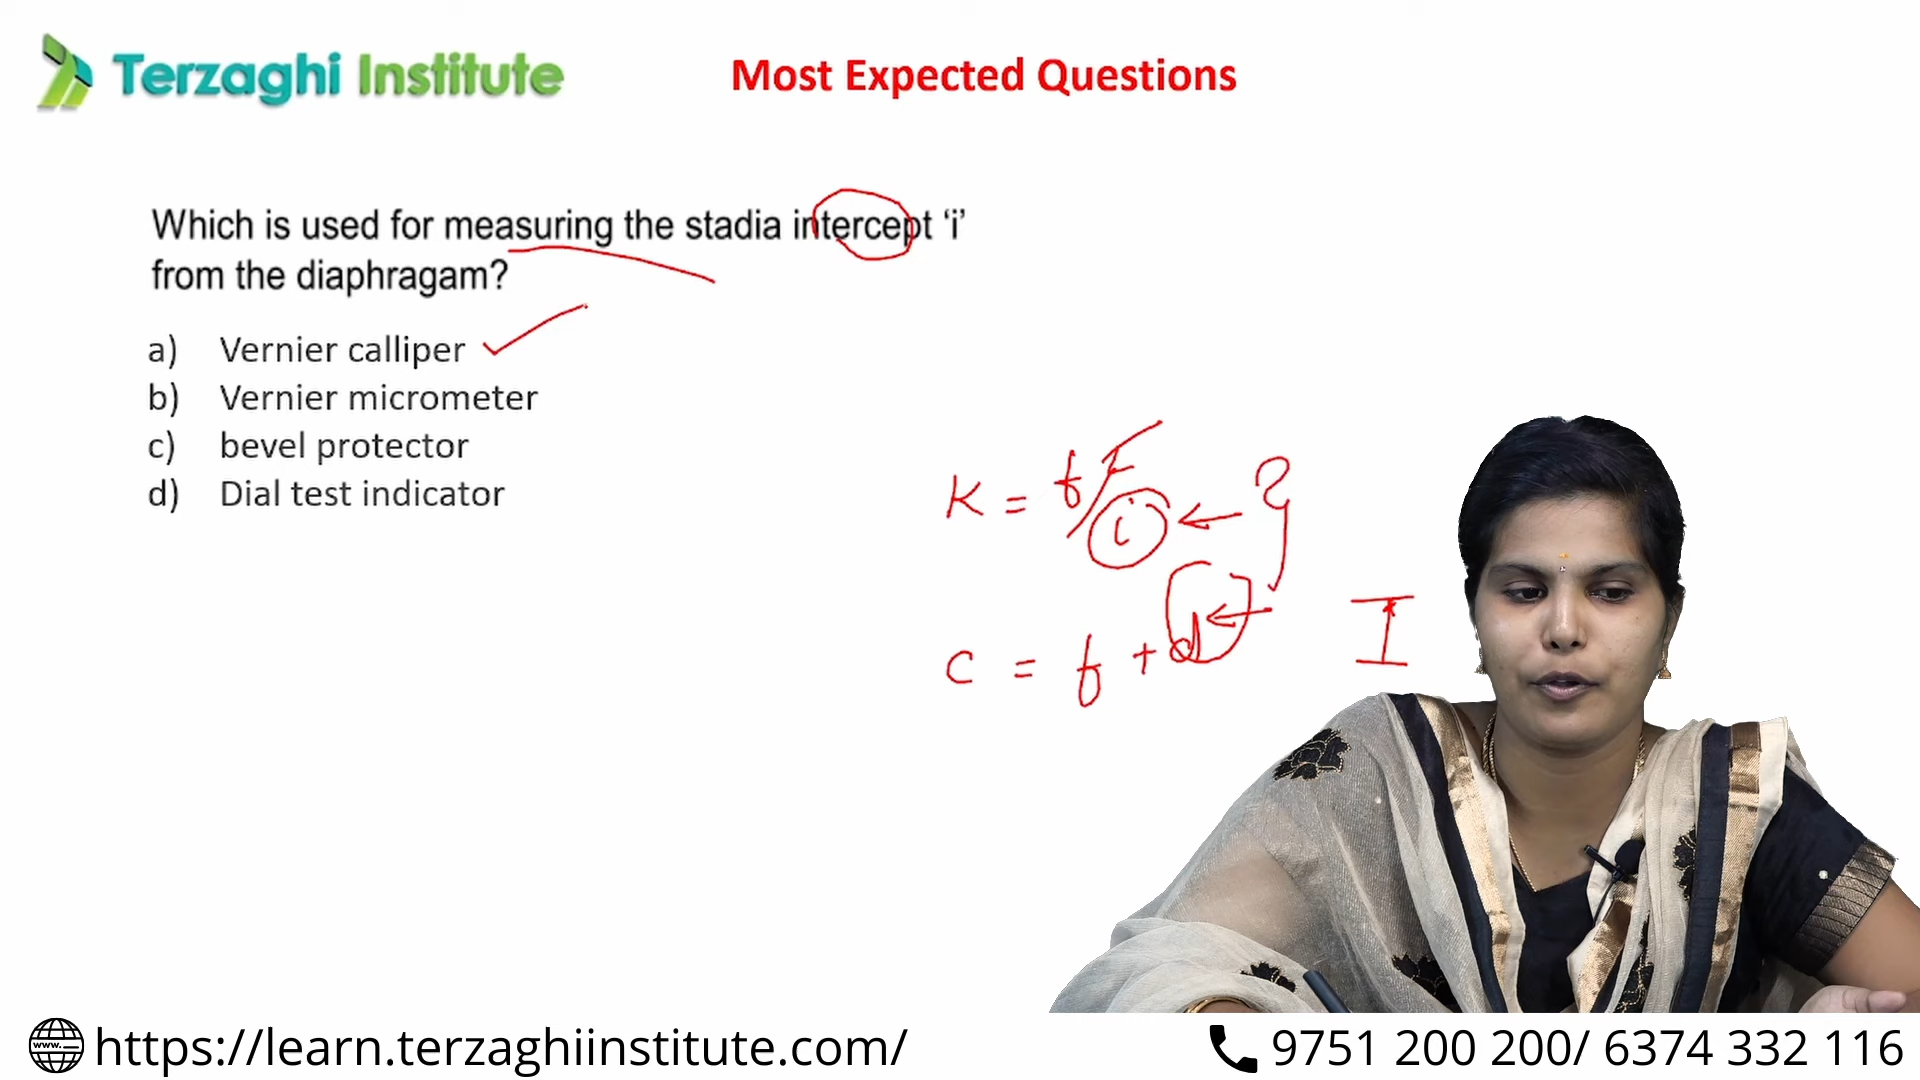 Terzaghi Institute
Most Expected Questions
Which is used for measuring the stadia intercept ‘i’
from the diaphragam?
a) Vernier calliper
b) Vernier micrometer
c) bevel protector
d) Dial test indicator
K = f/i
C = f + d
I
www.
https://learn.terzaghiinstitute.com/
9751 200 200/ 6374 332 116